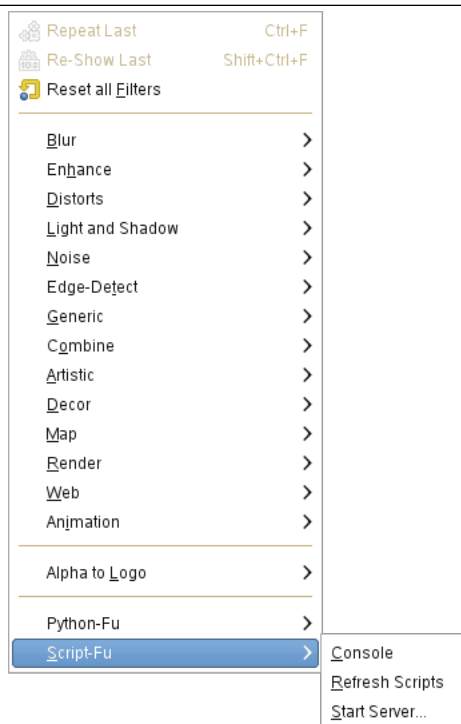 Repeat Last Ctrl+F
Re-Show Last Shift+Ctrl+F
Reset all Filters
Blur
Enhance
Distorts
Light and Shadow
Noise
Edge-Detect
Generic
Combine
Artistic
Decor
Map
Render
Web
Animation
Alpha to Logo
Python-Fu
Script-Fu
Console
Refresh Scripts
Start Server...